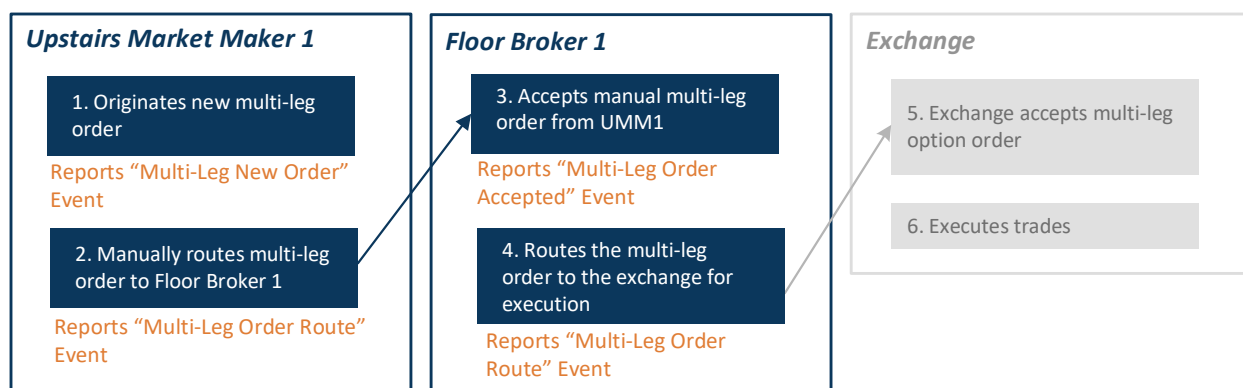 Upstairs Market Maker 1
1. Originates new multi-leg
order
Reports “Multi-Leg New Order”
Event
2. Manually routes multi-leg
order to Floor Broker 1
Reports “Multi-Leg Order Route”
Event
Floor Broker 1
3. Accepts manual multi-leg
order from UMM1
Reports “Multi-Leg Order
Accepted” Event
4. Routes the multi-leg
order to the exchange for
execution
Reports “Multi-Leg Order
Route” Event
Exchange
5. Exchange accepts multi-leg
option order
6. Executes trades